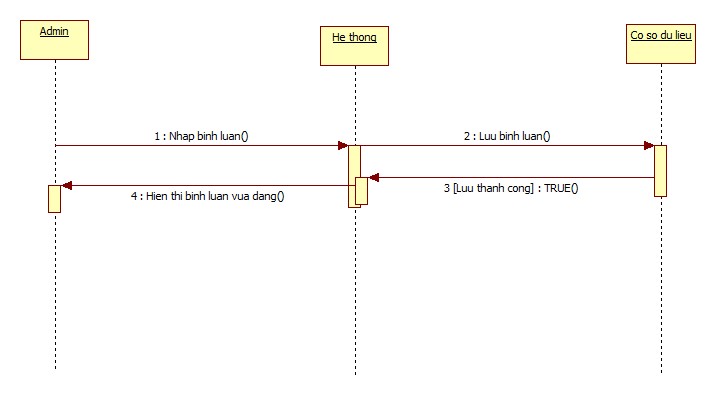 Admin
He thong
Co so du lieu
1 : Nhap binh luan()
2 : Luu binh luan()
3 [Luu thanh cong] : TRUE()
4 : Hien thi binh luan vua dang()